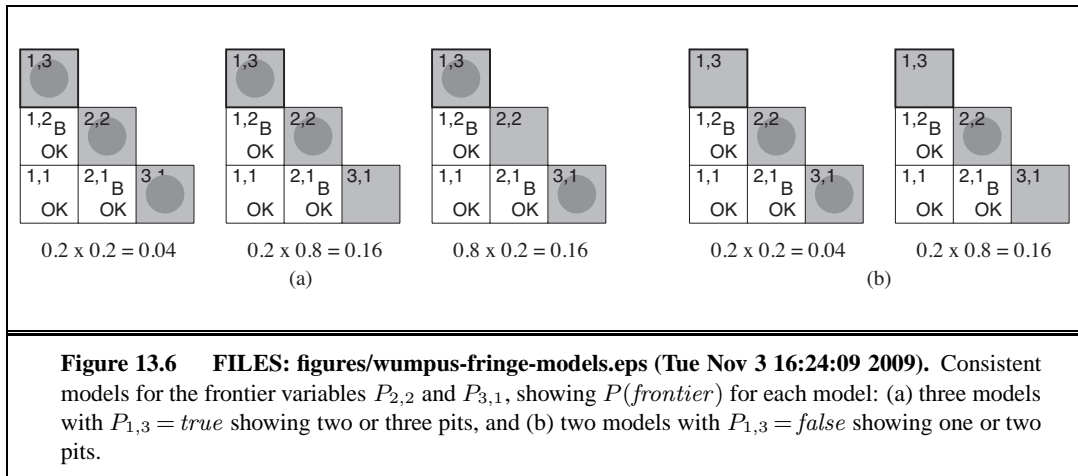 1,3 1,3 1,3 1,3 1,3
1,2 B 2,2 1,2 B 2,2 1,2 B 2,2 1,2 B 2,2 1,2 B 2,2
OK OK OK OK OK
1,1 2,1 B 3,1 1,1 2,1 B 3,1 1,1 2,1 B 3,1 1,1 2,1 B 3,1 1,1 2,1 B 3,1
OK OK OK OK OK OK OK OK OK OK
0.2 x 0.2 = 0.04 0.2 x 0.8 = 0.16 0.8 x 0.2 = 0.16 0.2 x 0.2 = 0.04 0.2 x 0.8 = 0.16
(a) (b)
Figure 13.6 FILES: figures/wumpus-fringe-models.eps (Tue Nov 3 16:24:09 2009). Consistent
models for the frontier variables P2,2 and P3,1, showing P(frontier) for each model: (a) three models
with P1,3 = true showing two or three pits, and (b) two models with P1,3 = false showing one or two
pits.